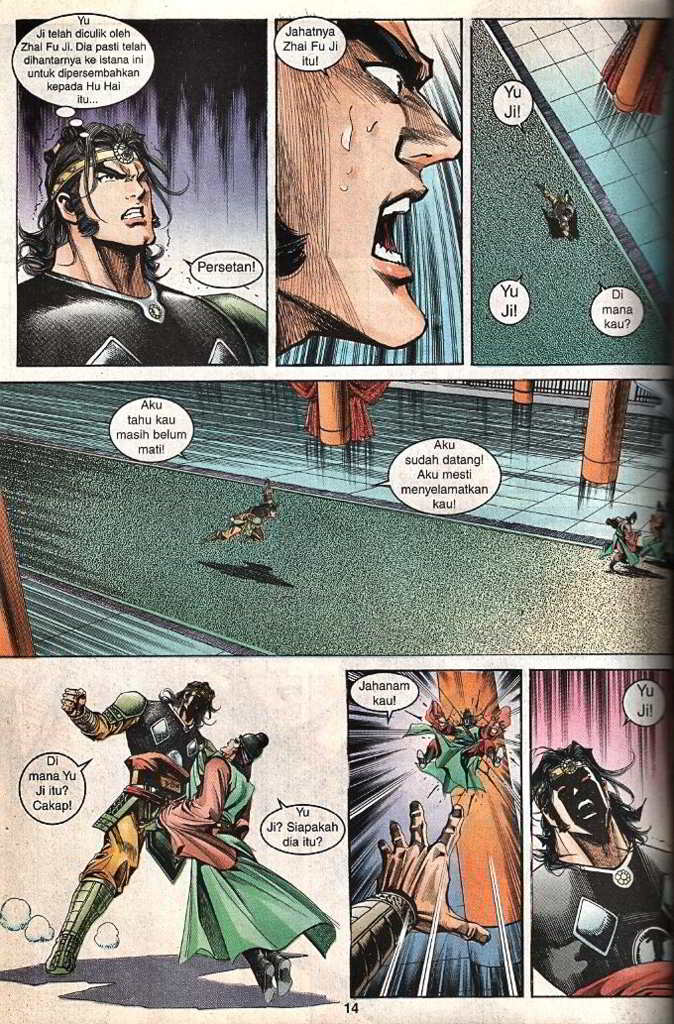 Yu
Ji telah diculik oleh
Zhai Fu Ji. Dia pasti telah
dihantarnya ke istana ini
untuk dipersembahkan
kepada Hu Hai
itu...
Persetan!
Jahatnya
Zhai Fu Ji
itu!
Yu
Ji!
Yu
Ji!
Di
mana
kau?
Aku
tahu kau
masih belum
mati!
Aku
sudah datang!
Aku mesti
menyelamatkan
kau!
Di
mana Yu
Ji itu?
Cakap!
Yu
Ji? Siapakah
dia itu?
Jahanam
kau!
Yu
Ji!
14